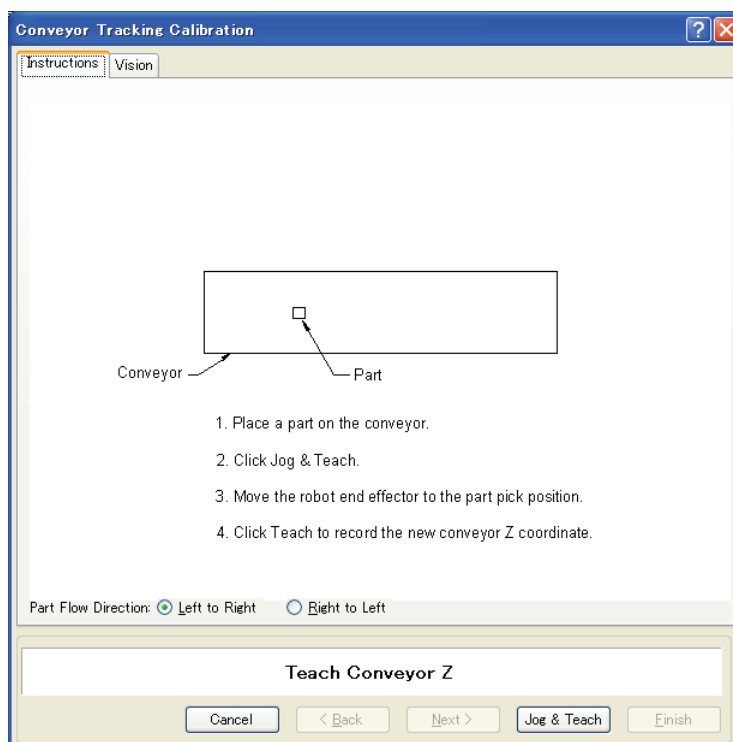 Conveyor Tracking Calibration
Instructions Vision
Conveyor
Part
1. Place a part on the conveyor.
2. Click Jog & Teach.
3. Move the robot end effector to the part pick position.
4. Click Teach to record the new conveyor Z coordinate.
Part Flow Direction: Left to Right Right to Left
Teach Conveyor Z
Cancel < Back Next > Jog & Teach Finish